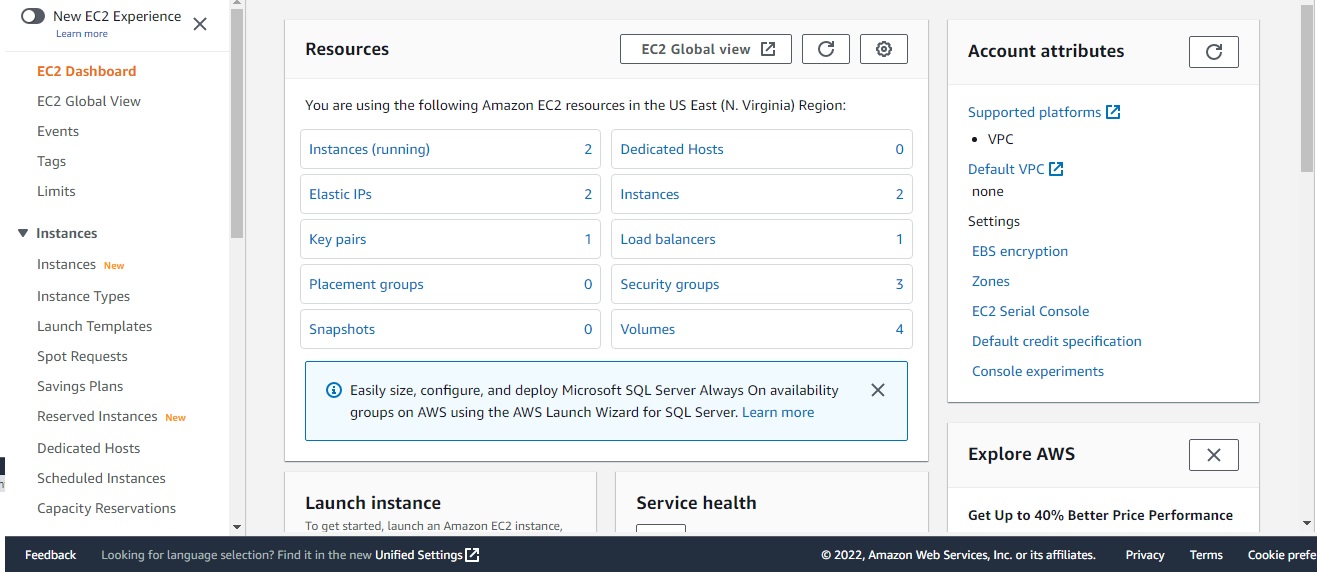 New EC2 Experience
Learn more
EC2 Dashboard
EC2 Global View
Events
Tags
Limits
Instances
Instances New
Instance Types
Launch Templates
Spot Requests
Savings Plans
Reserved Instances New
Dedicated Hosts
Scheduled Instances
Capacity Reservations
Resources
EC2 Global view
You are using the following Amazon EC2 resources in the US East (N. Virginia) Region:
Instances (running) 2
Dedicated Hosts 0
Elastic IPs 2
Instances 2
Key pairs 1
Load balancers 1
Placement groups 0
Security groups 3
Snapshots 0
Volumes 4
Easily size, configure, and deploy Microsoft SQL Server Always On availability
groups on AWS using the AWS Launch Wizard for SQL Server. Learn more
Launch instance
To get started, launch an Amazon EC2 instance,
Service health
Account attributes
Supported platforms
• VPC
Default VPC
none
Settings
EBS encryption
Zones
EC2 Serial Console
Default credit specification
Console experiments
Explore AWS
Get Up to 40% Better Price Performance
Feedback Looking for language selection? Find it in the new Unified Settings © 2022, Amazon Web Services, Inc. or its affiliates. Privacy Terms Cookie prefe